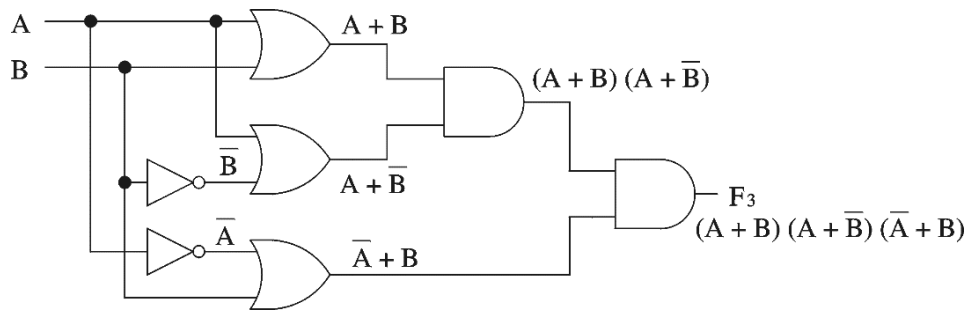 A
A + B
B
(A + B) (A + B̅)
B̅
A + B̅
F₃
A̅
(A + B) (A + B̅) (A̅ + B)
A̅ + B